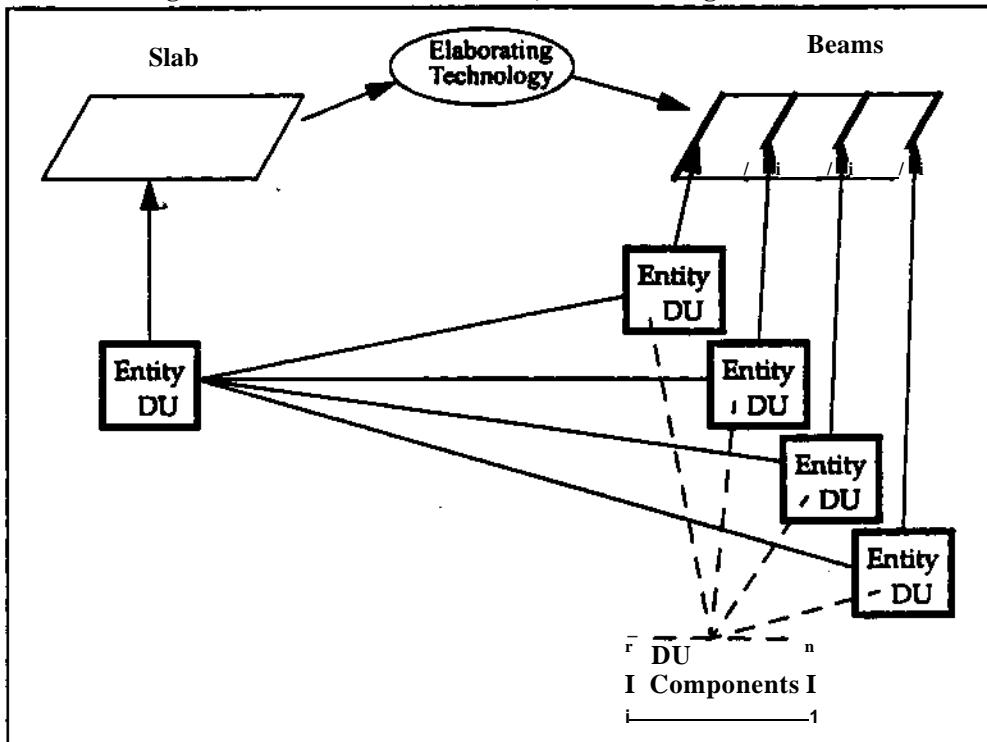 Slab
Elaborating
Technology
Beams
Entity
DU
Entity
DU
Entity
DU
Entity
DU
Entity
DU
DU
Components